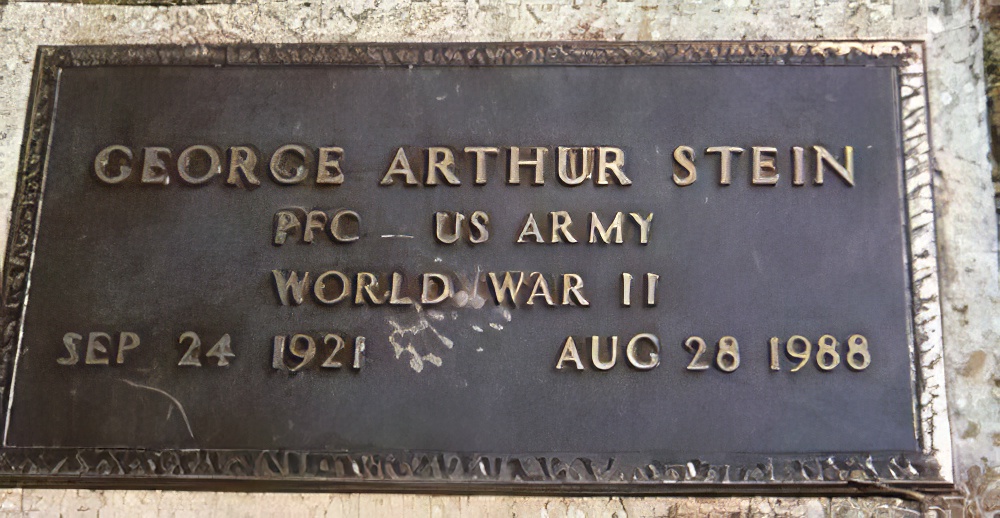 GEORGE ARTHUR STEIN
PFC US ARMY
WORLD WAR II
SEP 24 1921 AUG 28 1988